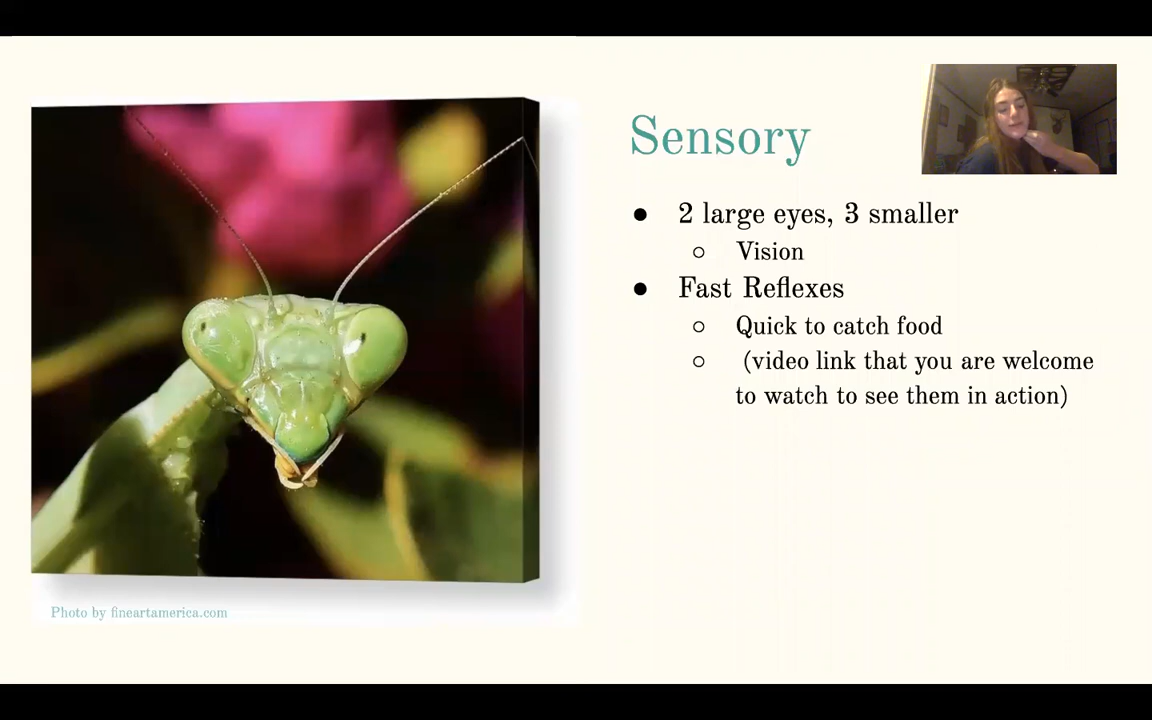 Sensory
● 2 large eyes, 3 smaller
○ Vision
● Fast Reflexes
○ Quick to catch food
○ (video link that you are welcome
to watch to see them in action)
Photo by fineartamerica.com